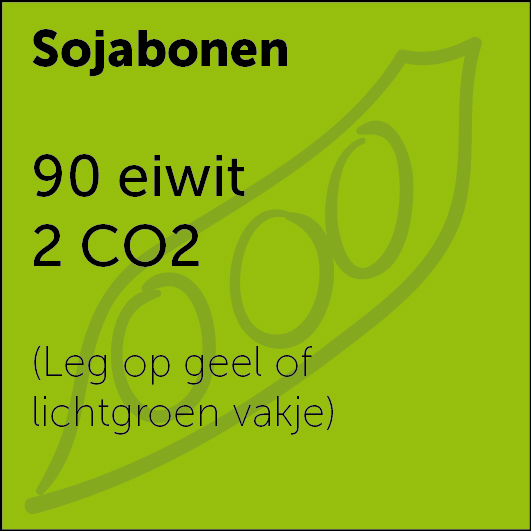 Sojabonen
90 eiwit
2 CO2
(Leg op geel of
lichtgroen vakje)